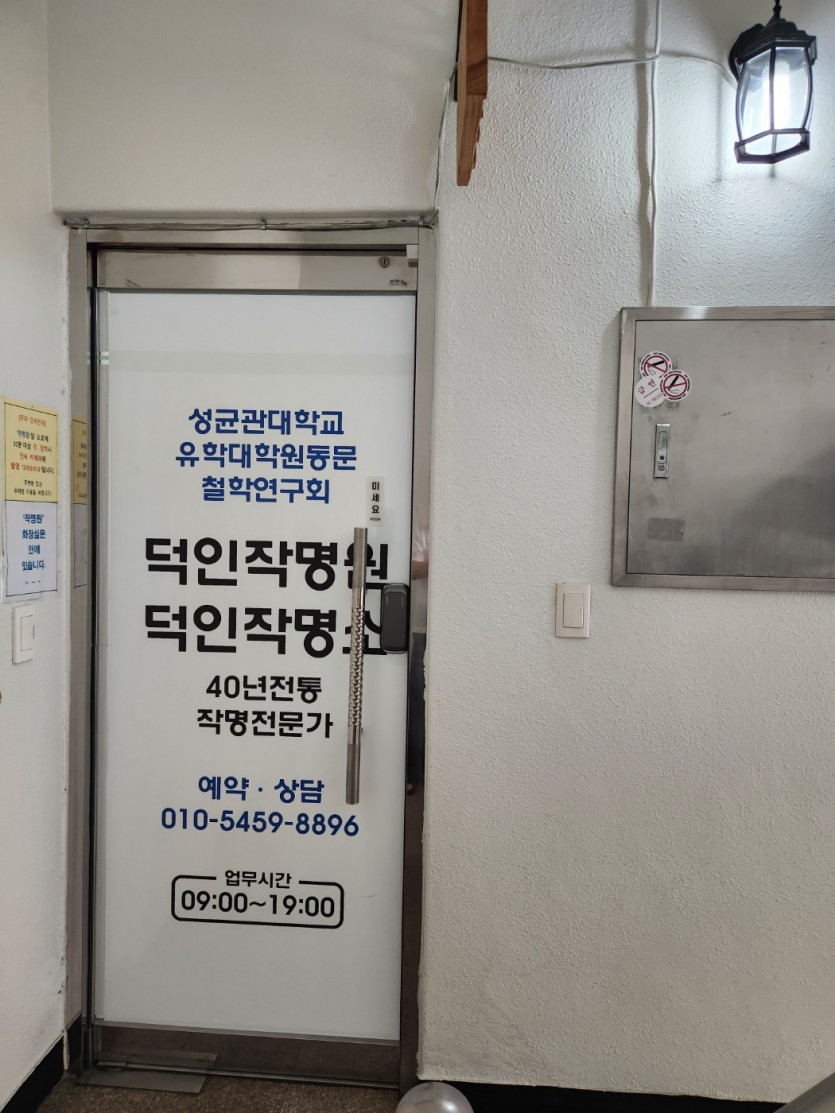 성균관대학교
유학대학원동문
철학연구회
미세요
덕인작명원
덕인작명소
40년전통
작명전문가
예약 · 상담
010-5459-8896
업무시간
09:00~19:00
'작명원'
화장실은
안에
있습니다.
금연